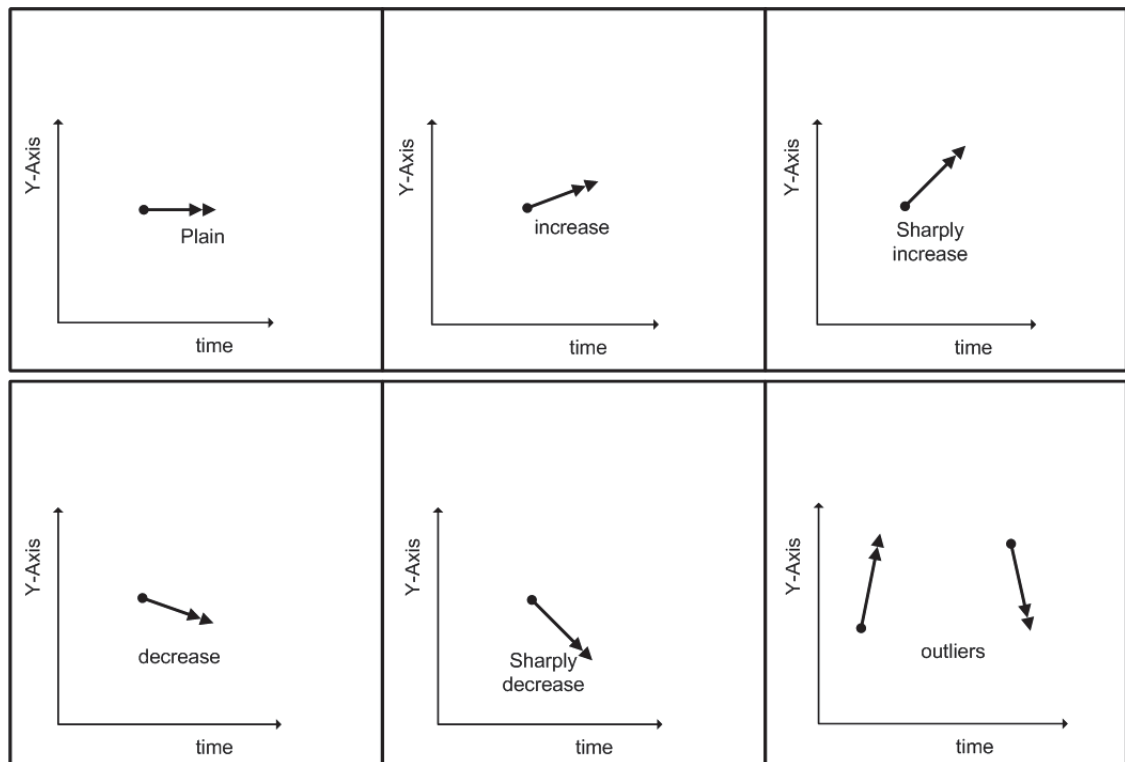 Y-Axis
Plain
time
Y-Axis
increase
time
Y-Axis
Sharply
increase
time
Y-Axis
decrease
time
Y-Axis
Sharply
decrease
time
Y-Axis
outliers
time